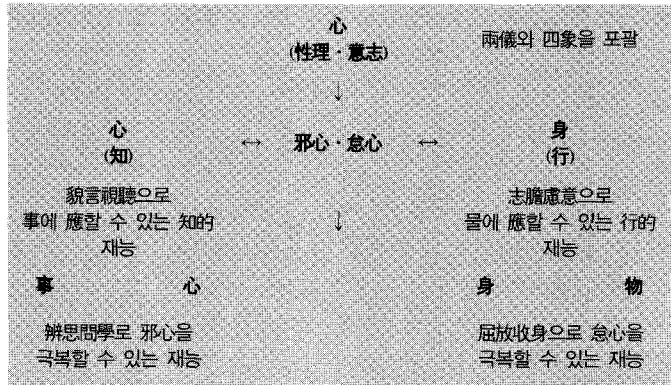 心
(性理 · 意志)
兩儀와 四象을 포괄
↓
心
(知)
↔ 邪心 · 怠心 ↔
身
(行)
貌言視聽으로
事에 應할 수 있는 知的
재능
↓
志膽慮意으로
물에 應할 수 있는 行的
재능
事 心
身 物
辨思問學로 邪心을
극복할 수 있는 재능
屈放收身으로 怠心을
극복할 수 있는 재능